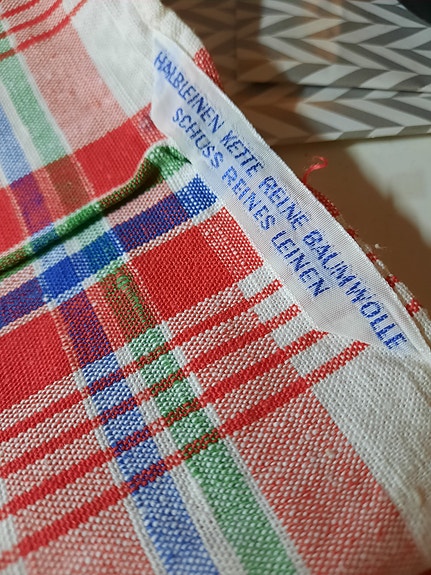 HALBLEINEN KETTE REINE BAUMWOLLE
SCHUSS REINES LEINEN